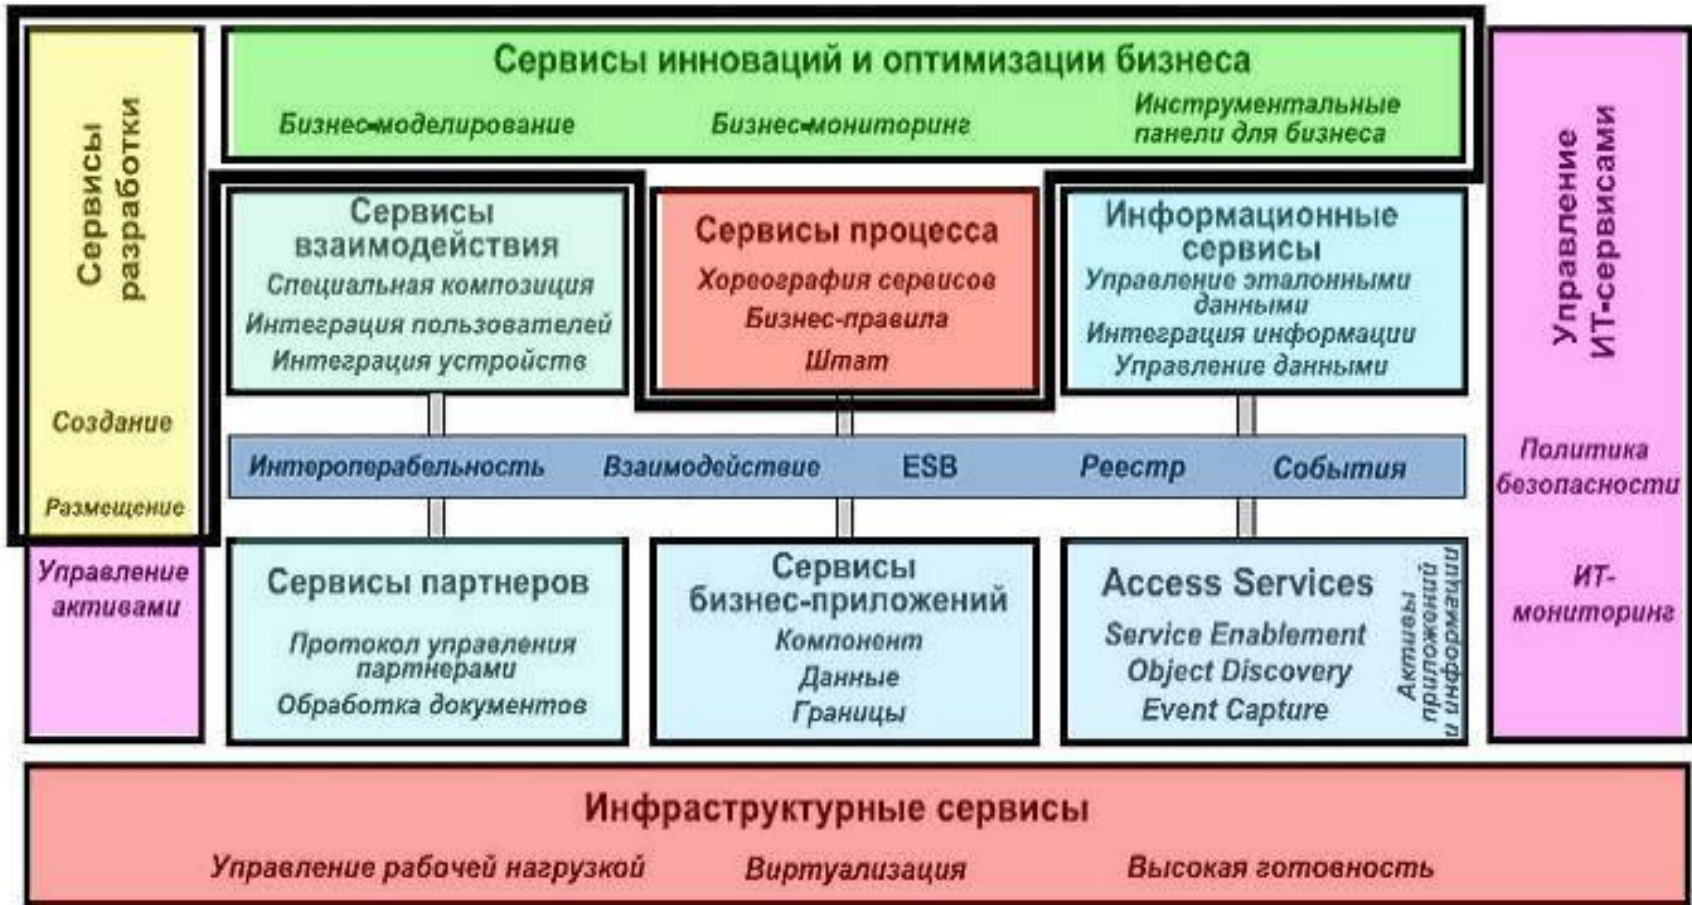 Сервисы
разработки
Создание
Размещение
Управление
активами
Сервисы инноваций и оптимизации бизнеса
Бизнес-моделирование
Бизнес-мониторинг
Инструментальные
панели для бизнеса
Сервисы
взаимодействия
Специальная композиция
Интеграция пользователей
Интеграция устройств
Сервисы процесса
Хореография сервисов
Бизнес-правила
Штат
Информационные
сервисы
Управление эталонными
данными
Интеграция информации
Управление данными
Интероперабельность
Взаимодействие
ESB
Реестр
События
Сервисы партнеров
Протокол управления
партнерами
Обработка документов
Сервисы
бизнес-приложений
Компонент
Данные
Границы
Access Services
Service Enablement
Object Discovery
Event Capture
Активы
приложений
и информации
Управление
ИТ-сервисами
Политика
безопасности
ИТ-
мониторинг
Инфраструктурные сервисы
Управление рабочей нагрузкой
Виртуализация
Высокая готовность